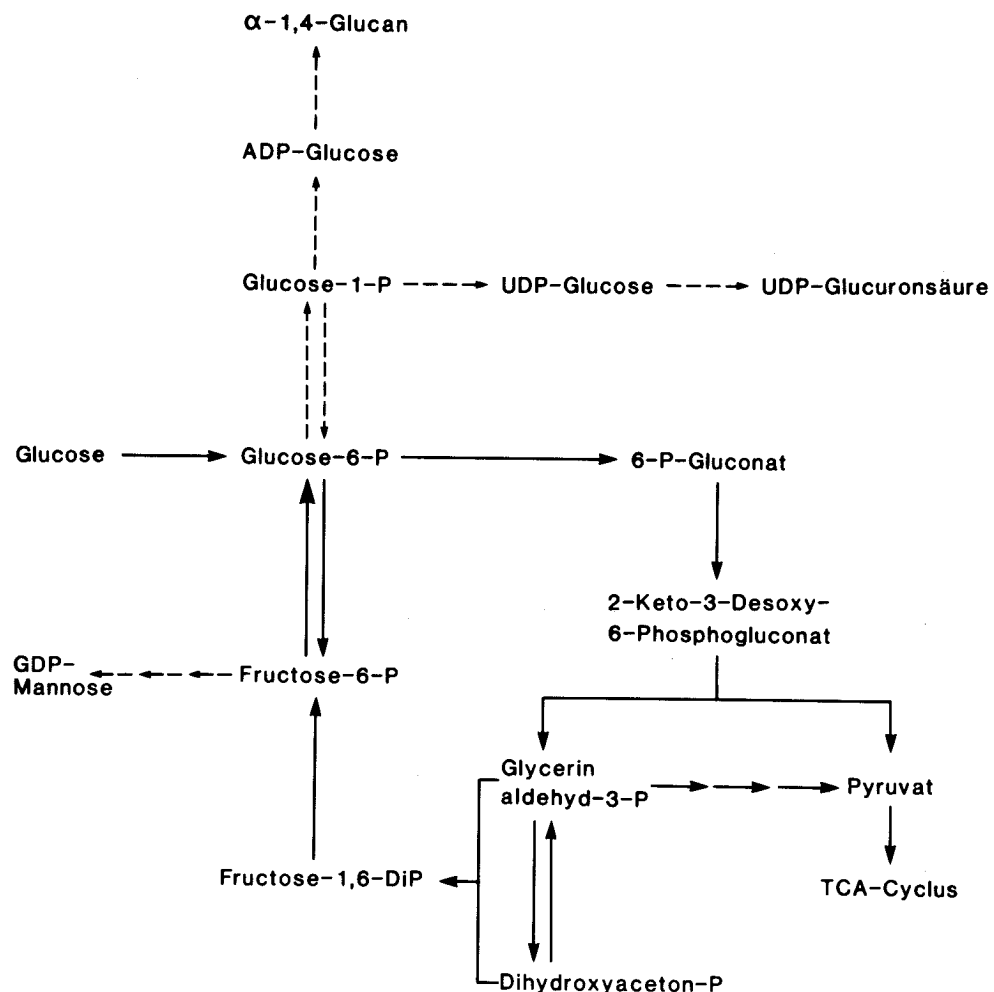 α-1,4-Glucan
ADP-Glucose
Glucose-1-P
UDP-Glucose
UDP-Glucuronsäure
Glucose
Glucose-6-P
6-P-Gluconat
2-Keto-3-Desoxy-
6-Phosphogluconat
GDP-
Mannose
Fructose-6-P
Glycerin
aldehyd-3-P
Pyruvat
Fructose-1,6-DiP
TCA-Cyclus
Dihydroxyaceton-P